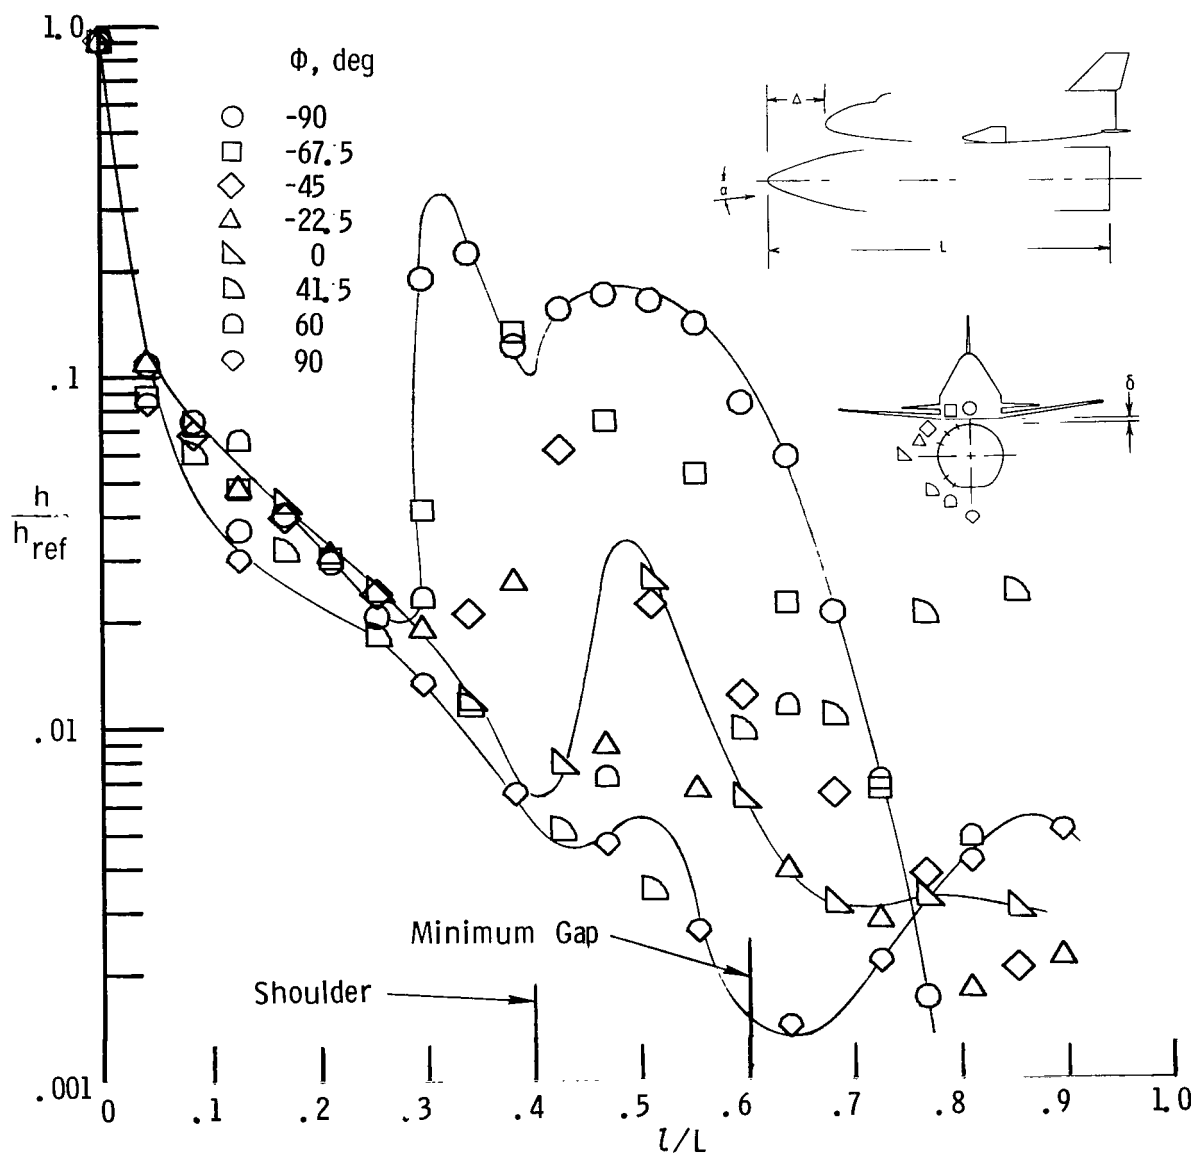 1.0
Φ, deg
-90
-67.5
-45
-22.5
0
41.5
60
90
Δ
α
L
δ
.1
h
h_ref
.01
Minimum Gap
Shoulder
.001
0 .1 .2 .3 .4 .5 .6 .7 .8 .9 1.0
l/L